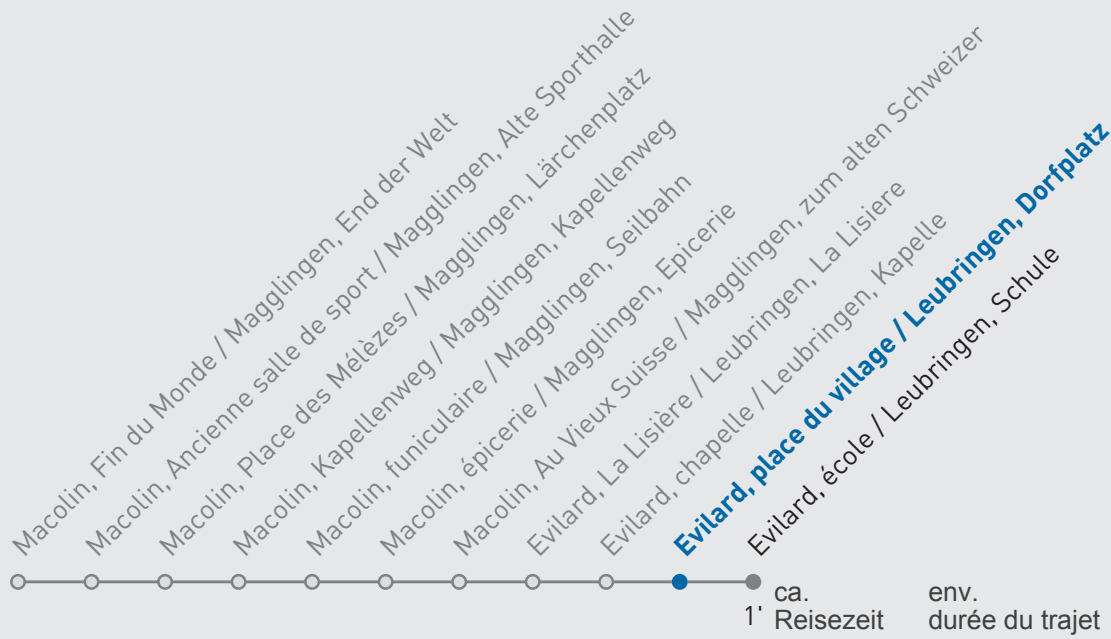 Macolin, Fin du Monde / Magglingen, End der Welt
Macolin, Ancienne salle de sport / Magglingen, Alte Sporthalle
Macolin, Place des Mélèzes / Magglingen, Lärchenplatz
Macolin, Kapellenweg / Magglingen, Kapellenweg
Macolin, funiculaire / Magglingen, Seilbahn
Macolin, épicerie / Magglingen, Epicerie
Macolin, Au Vieux Suisse / Magglingen, zum alten Schweizer
Evilard, La Lisière / Leubringen, La Lisiere
Evilard, chapelle / Leubringen, Kapelle
Evilard, place du village / Leubringen, Dorfplatz
Evilard, école / Leubringen, Schule
1'
ca.
Reisezeit
env.
durée du trajet